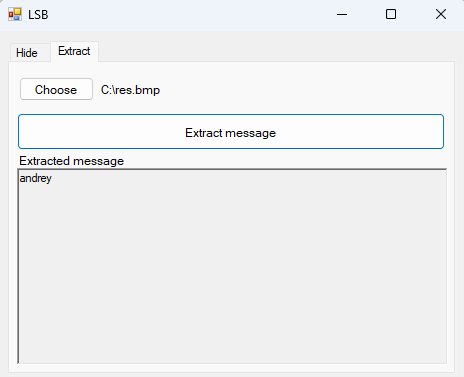 LSB
Hide Extract
Choose C:\res.bmp
Extract message
Extracted message
andrey